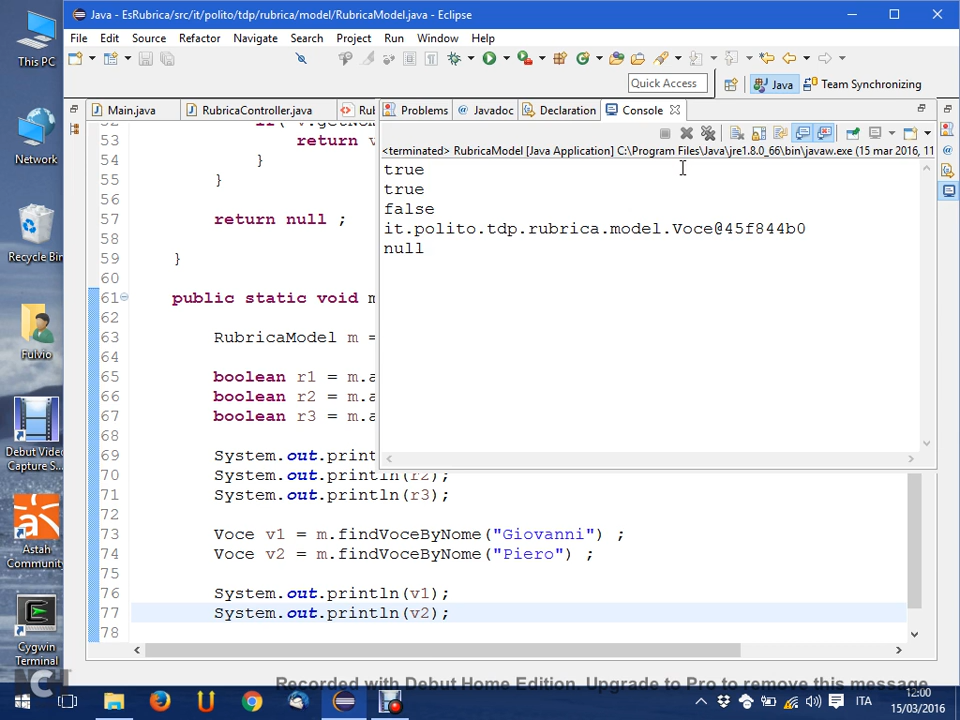 This PC
Network
Recycle Bin
Fulvio
Debut Video
Capture S...
Astah
Community
Cygwin
Terminal
Java - EsRubrica/src/it/polito/tdp/rubrica/model/RubricaModel.java - Eclipse
File Edit Source Refactor Navigate Search Project Run Window Help
Quick Access
Java
Team Synchronizing
Main.java
RubricaController.java
Rub
Problems
Javadoc
Declaration
Console
<terminated> RubricaModel [Java Application] C:\Program Files\Java\jre1.8.0_66\bin\javaw.exe (15 mar 2016, 11
true
true
false
it.polito.tdp.rubrica.model.Voce@45f844b0
null
53 return v
54 }
55 }
56
57 return null ;
58
59 }
60
61 public static void m
62
63 RubricaModel m =
64
65 boolean r1 = m.a
66 boolean r2 = m.a
67 boolean r3 = m.a
68
69 System.out.print
70 System.out.println(r2);
71 System.out.println(r3);
72
73 Voce v1 = m.findVoceByNome("Giovanni") ;
74 Voce v2 = m.findVoceByNome("Piero") ;
75
76 System.out.println(v1);
77 System.out.println(v2);
78
Recorded with Debut Home Edition. Upgrade to Pro to remove this message
ITA
12:00
15/03/2016